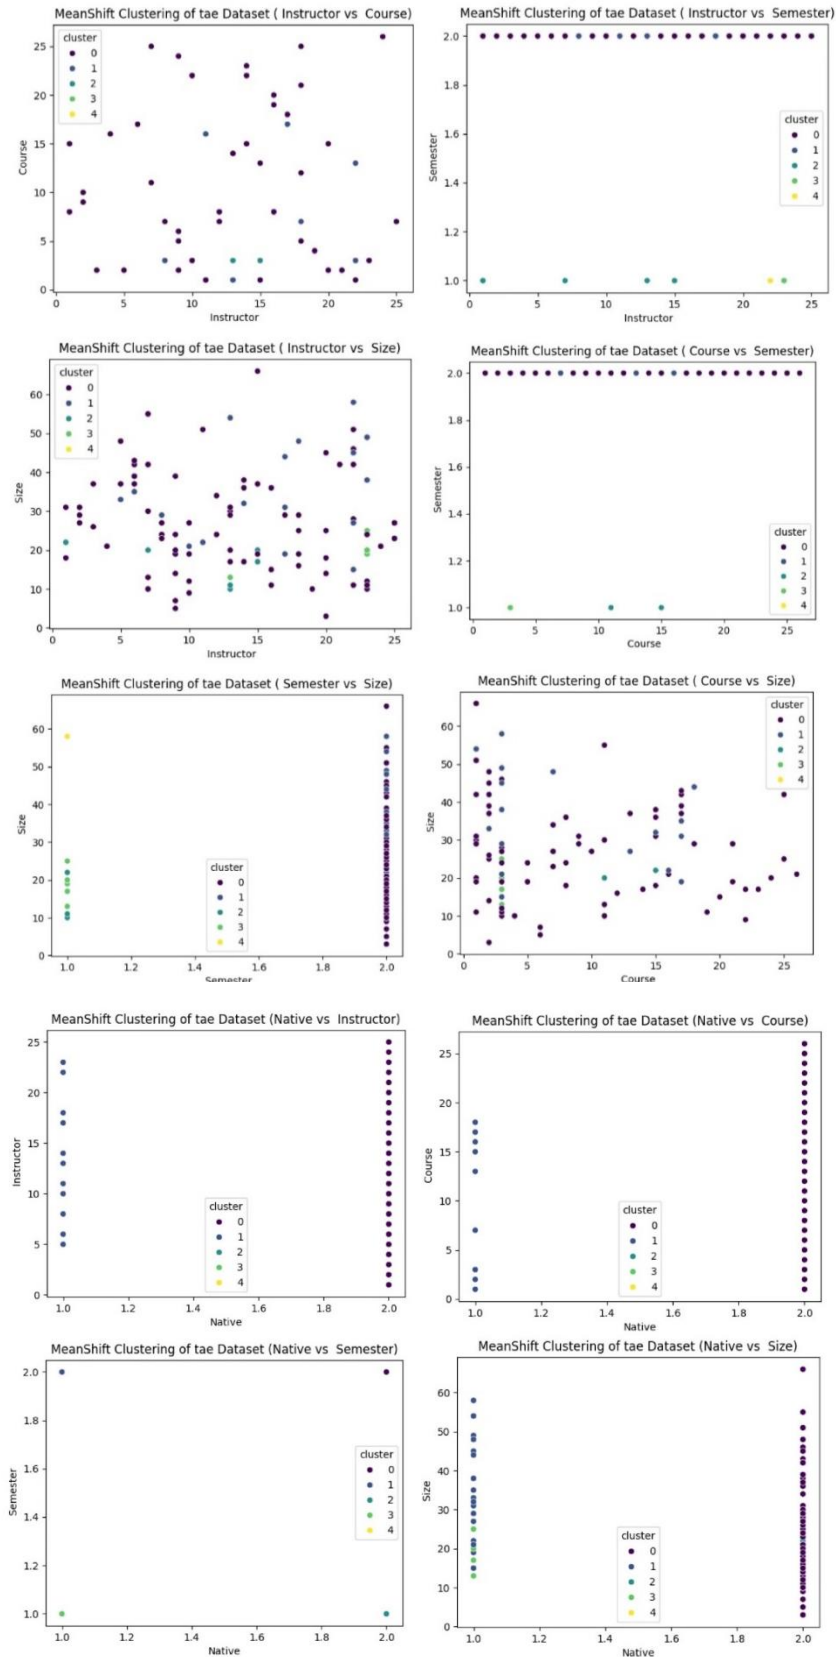 MeanShift Clustering of tae Dataset ( Instructor vs  Course)
cluster
0
1
2
3
4
25
20
15
10
5
0
Course
0 5 10 15 20 25
Instructor
MeanShift Clustering of tae Dataset ( Instructor vs  Semester)
2.0
1.8
1.6
1.4
1.2
1.0
Semester
cluster
0
1
2
3
4
0 5 10 15 20 25
Instructor
MeanShift Clustering of tae Dataset ( Instructor vs  Size)
cluster
0
1
2
3
4
60
50
40
30
20
10
0
Size
0 5 10 15 20 25
Instructor
MeanShift Clustering of tae Dataset ( Course vs  Semester)
2.0
1.8
1.6
1.4
1.2
1.0
Semester
cluster
0
1
2
3
4
0 5 10 15 20 25
Course
MeanShift Clustering of tae Dataset ( Semester vs  Size)
60
50
40
30
20
10
0
Size
cluster
0
1
2
3
4
1.0 1.2 1.4 1.6 1.8 2.0
Semester
MeanShift Clustering of tae Dataset ( Course vs  Size)
cluster
0
1
2
3
4
60
50
40
30
20
10
0
Size
0 5 10 15 20 25
Course
MeanShift Clustering of tae Dataset (Native vs  Instructor)
25
20
15
10
5
0
Instructor
cluster
0
1
2
3
4
1.0 1.2 1.4 1.6 1.8 2.0
Native
MeanShift Clustering of tae Dataset (Native vs  Course)
25
20
15
10
5
0
Course
cluster
0
1
2
3
4
1.0 1.2 1.4 1.6 1.8 2.0
Native
MeanShift Clustering of tae Dataset (Native vs  Semester)
2.0
1.8
1.6
1.4
1.2
1.0
Semester
cluster
0
1
2
3
4
1.0 1.2 1.4 1.6 1.8 2.0
Native
MeanShift Clustering of tae Dataset (Native vs  Size)
60
50
40
30
20
10
0
Size
cluster
0
1
2
3
4
1.0 1.2 1.4 1.6 1.8 2.0
Native